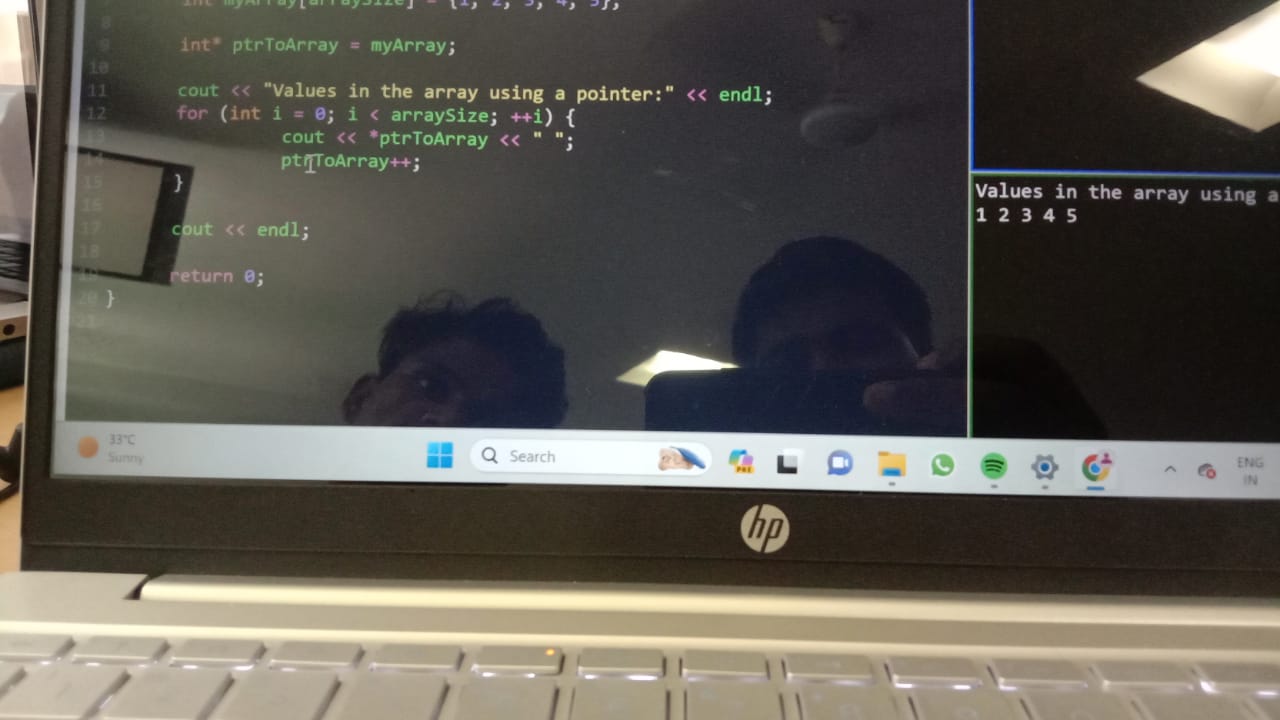 7 int myArray[arraySize] = {1, 2, 3, 4, 5};
8
9 int* ptrToArray = myArray;
10
11 cout << "Values in the array using a pointer:" << endl;
12 for (int i = 0; i < arraySize; ++i) {
13 cout << *ptrToArray << " ";
14 ptrToArray++;
15 }
16
17 cout << endl;
18
19 return 0;
20 }
21
Values in the array using a
1 2 3 4 5
33°C
Sunny
Search
PRE
ENG
IN
hp